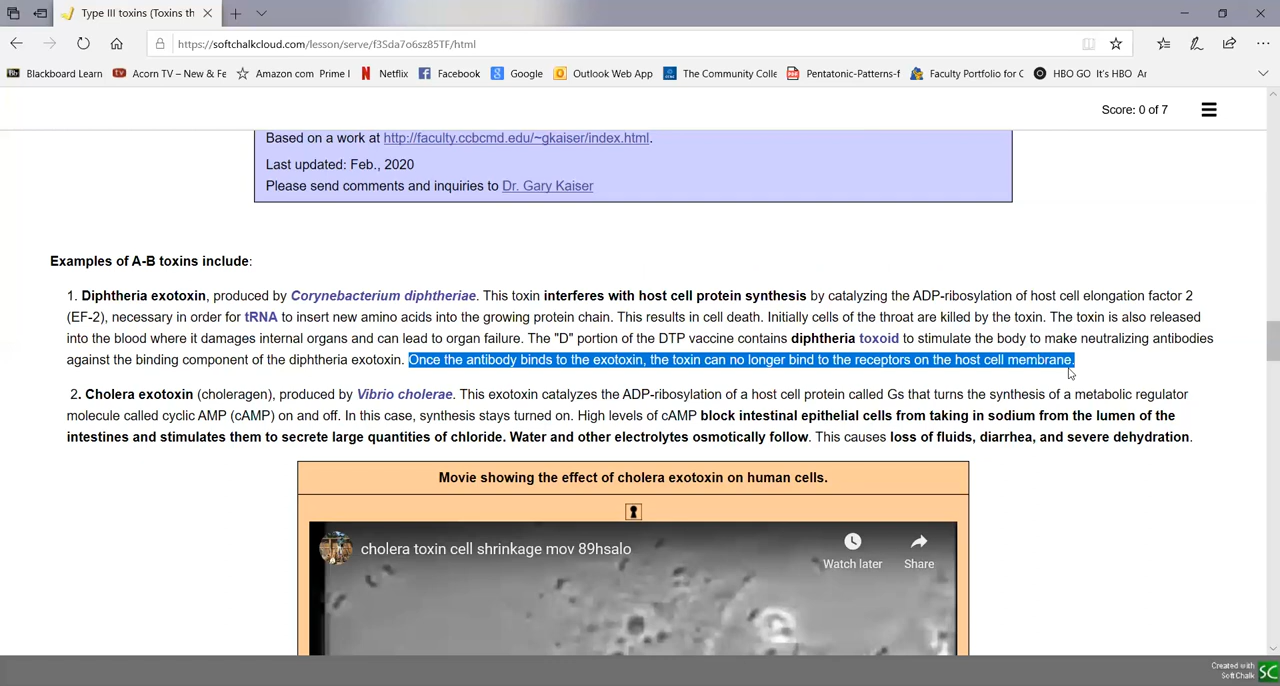 Type III toxins (Toxins th
https://softchalkcloud.com/lesson/serve/f35da7o6sz85TF/html
Blackboard Learn
Acorn TV – New & Fe
Amazon com Prime I
Netflix
Facebook
Google
Outlook Web App
The Community Colle
Pentatonic-Patterns-f
Faculty Portfolio for C
HBO GO It's HBO Ar
Score: 0 of 7
Based on a work at http://faculty.ccbcmd.edu/~gkaiser/index.html.
Last updated: Feb., 2020
Please send comments and inquiries to Dr. Gary Kaiser
Examples of A-B toxins include:
1. Diphtheria exotoxin, produced by Corynebacterium diphtheriae. This toxin interferes with host cell protein synthesis by catalyzing the ADP-ribosylation of host cell elongation factor 2
(EF-2), necessary in order for tRNA to insert new amino acids into the growing protein chain. This results in cell death. Initially cells of the throat are killed by the toxin. The toxin is also released
into the blood where it damages internal organs and can lead to organ failure. The "D" portion of the DTP vaccine contains diphtheria toxoid to stimulate the body to make neutralizing antibodies
against the binding component of the diphtheria exotoxin. Once the antibody binds to the exotoxin, the toxin can no longer bind to the receptors on the host cell membrane.
2. Cholera exotoxin (choleragen), produced by Vibrio cholerae. This exotoxin catalyzes the ADP-ribosylation of a host cell protein called Gs that turns the synthesis of a metabolic regulator
molecule called cyclic AMP (cAMP) on and off. In this case, synthesis stays turned on. High levels of cAMP block intestinal epithelial cells from taking in sodium from the lumen of the
intestines and stimulates them to secrete large quantities of chloride. Water and other electrolytes osmotically follow. This causes loss of fluids, diarrhea, and severe dehydration.
Movie showing the effect of cholera exotoxin on human cells.
cholera toxin cell shrinkage mov 89hsalo
Watch later
Share
Created with
SoftChalk
SC